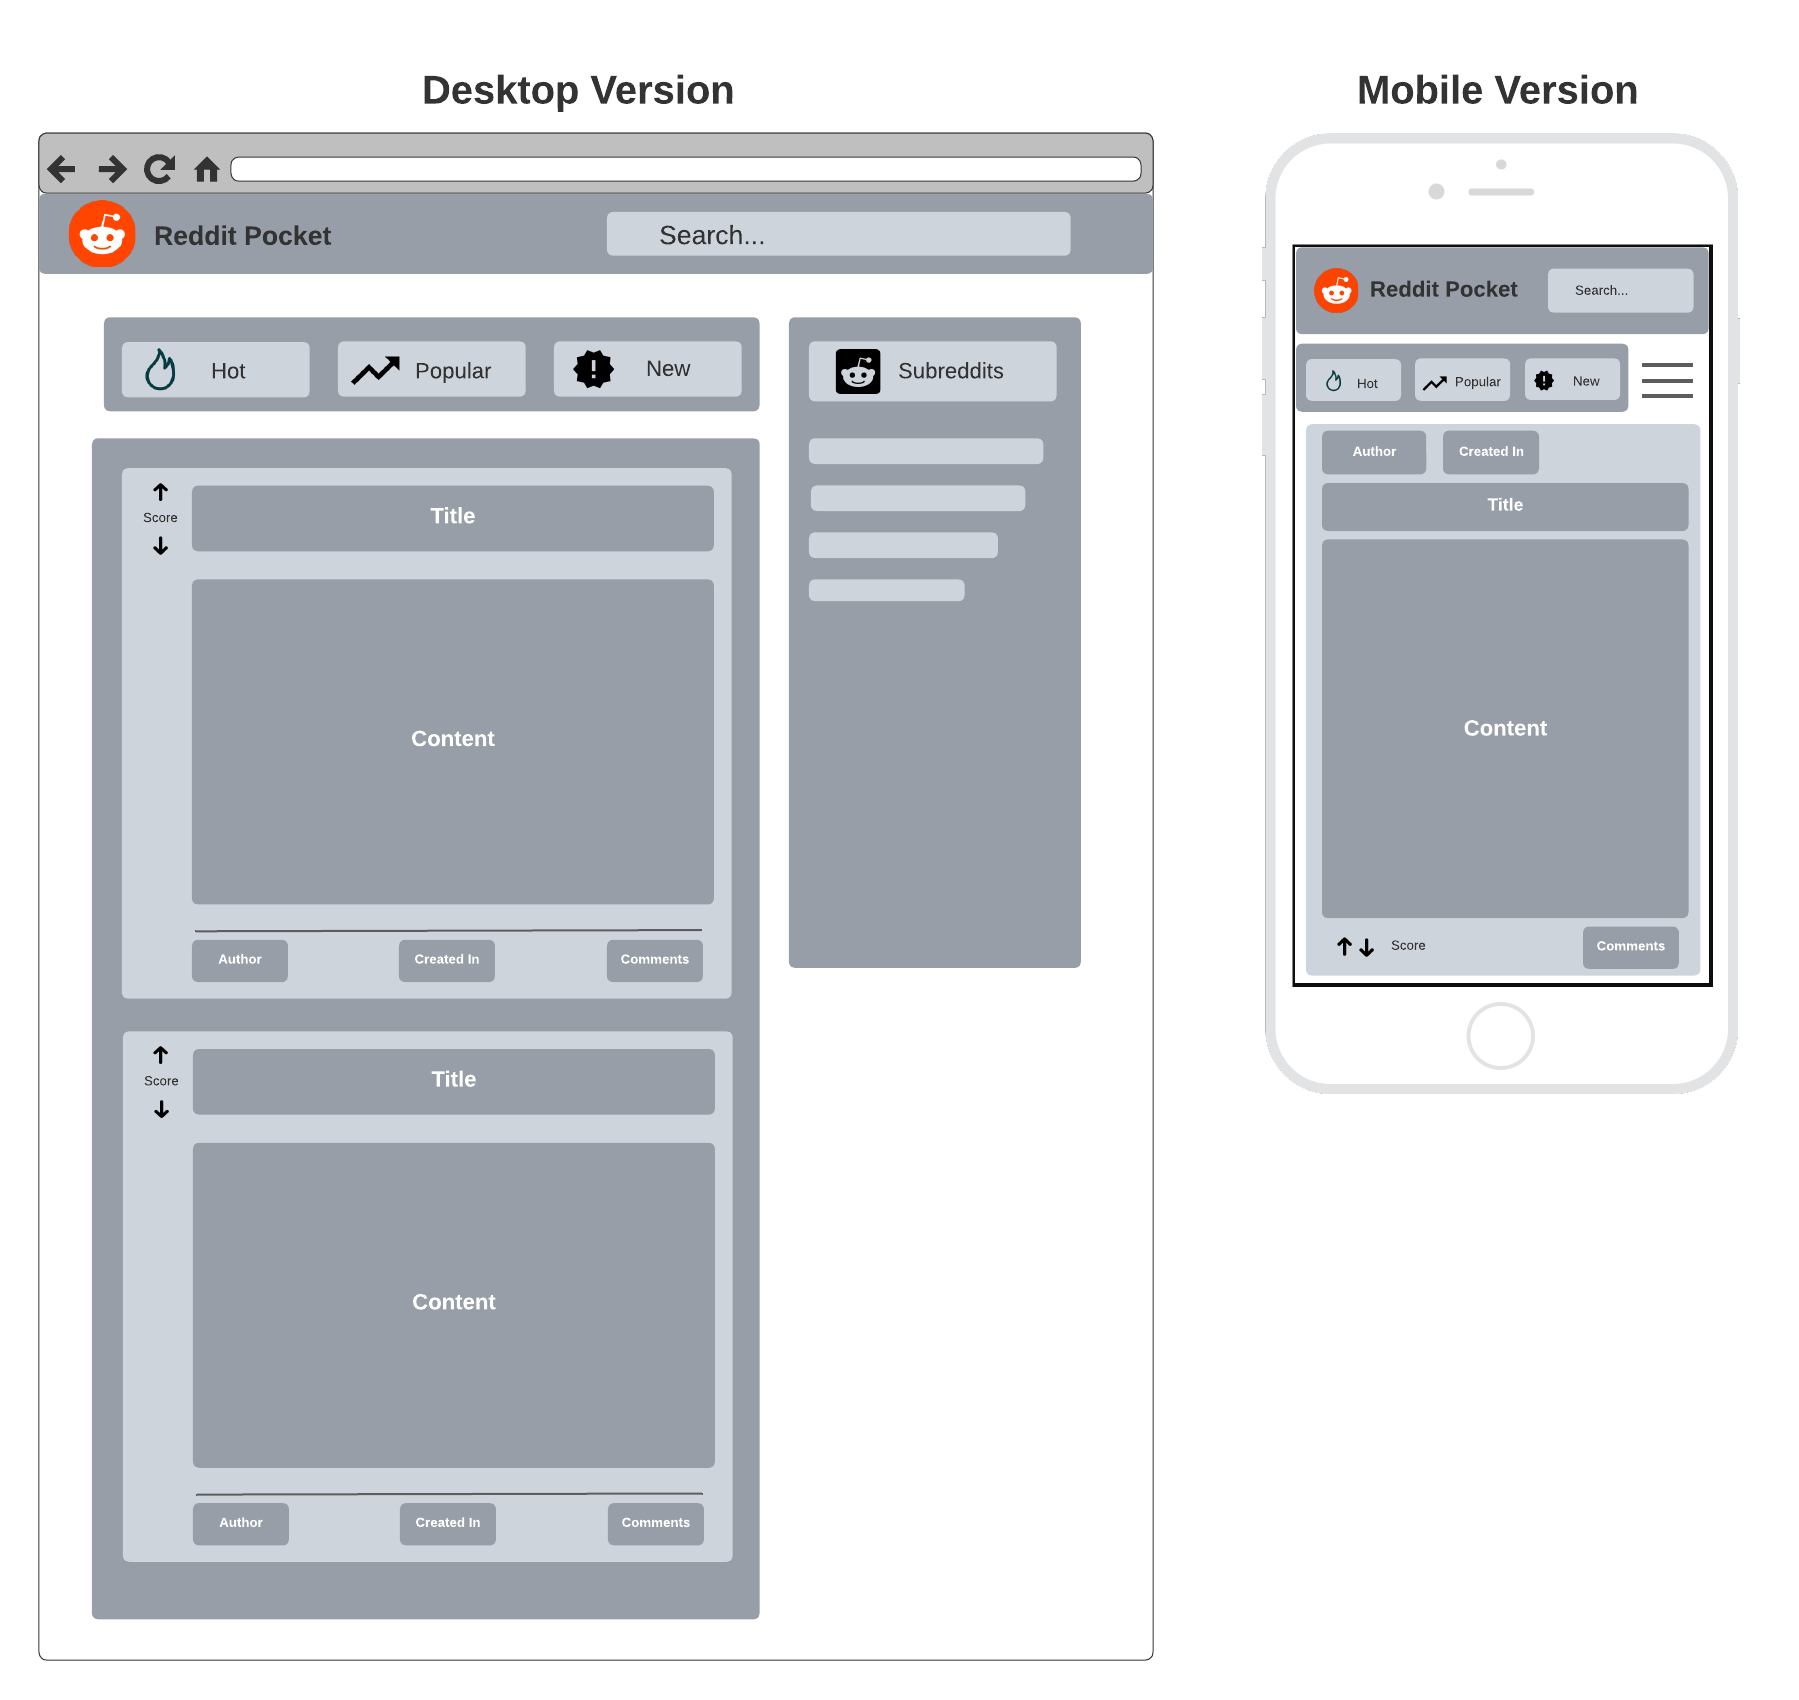 Desktop Version
Reddit Pocket
Search...
Hot
Popular
New
Subreddits
Score
Title
Content
Author
Created In
Comments
Score
Title
Content
Author
Created In
Comments
Mobile Version
Reddit Pocket
Search...
Hot
Popular
New
Author
Created In
Title
Content
Score
Comments